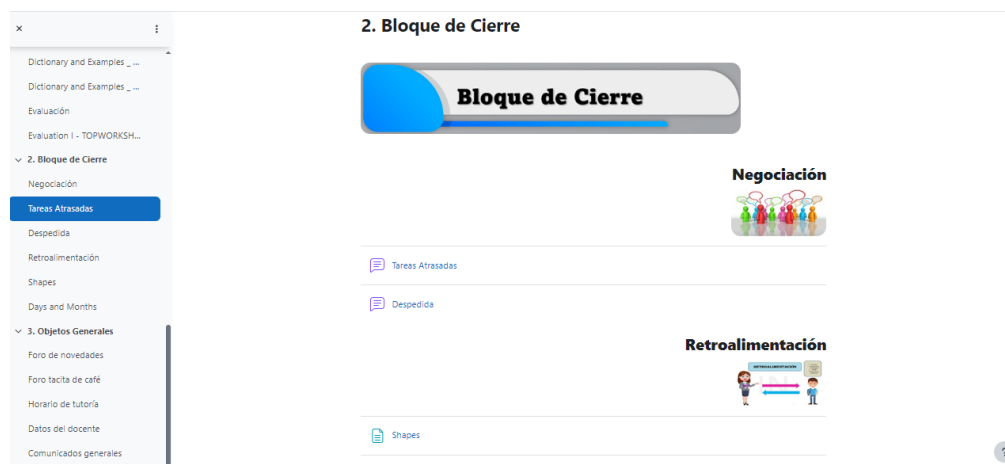 2. Bloque de Cierre
Dictionary and Examples _ ...
Dictionary and Examples _ ...
Evaluación
Evaluation I - TOPWORKSH...
2. Bloque de Cierre
Negociación
Tareas Atrasadas
Despedida
Retroalimentación
Shapes
Days and Months
3. Objetos Generales
Foro de novedades
Foro tacita de café
Horario de tutoría
Datos del docente
Comunicados generales
Bloque de Cierre
Negociación
Tareas Atrasadas
Despedida
Retroalimentación
RETROALIMENTACIÓN
Shapes